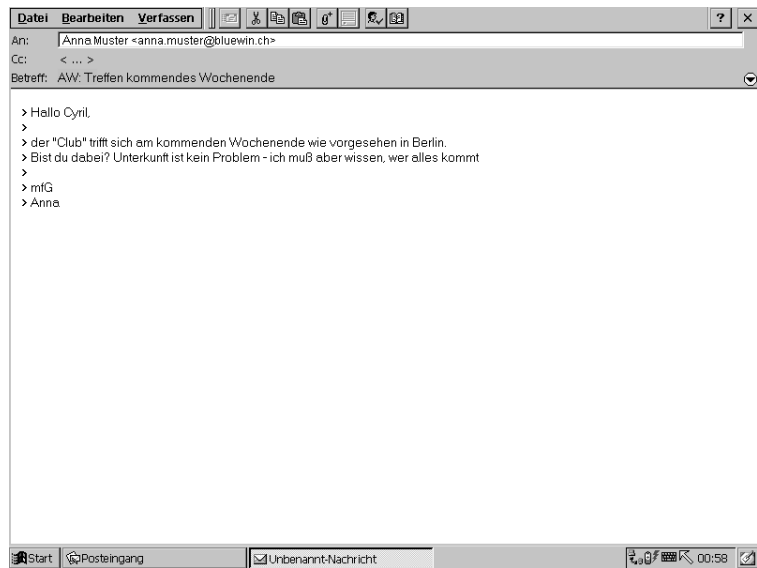 Datei Bearbeiten Verfassen ? ×
An: Anna Muster <anna.muster@bluewin.ch>
Cc: < ... >
Betreff: AW: Treffen kommendes Wochenende
> Hallo Cyril,
>
> der "Club" trifft sich am kommenden Wochenende wie vorgesehen in Berlin.
> Bist du dabei? Unterkunft ist kein Problem - ich muß aber wissen, wer alles kommt
>
> mfG
> Anna
Start Posteingang Unbenannt-Nachricht 00:58